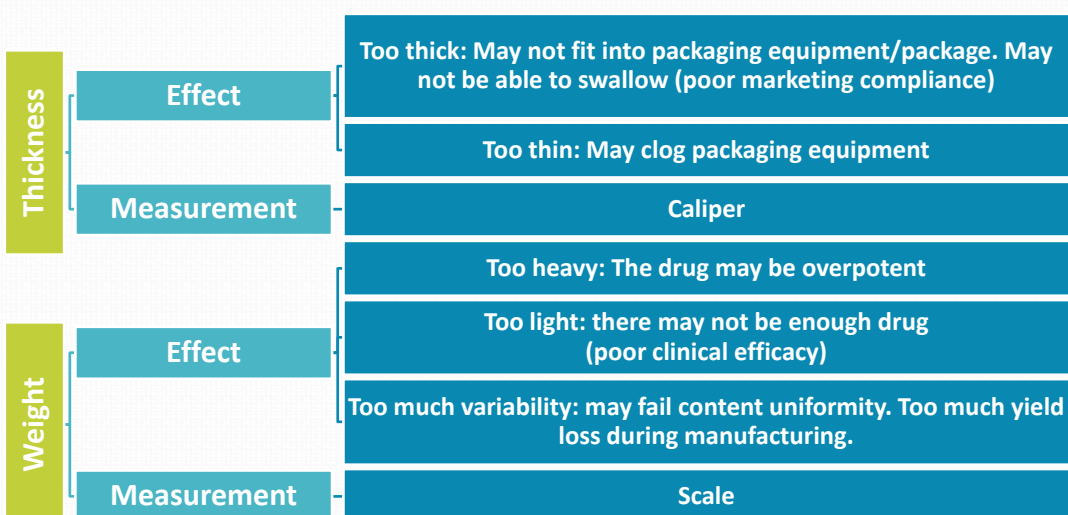 Thickness
Effect
Too thick: May not fit into packaging equipment/package. May
not be able to swallow (poor marketing compliance)
Too thin: May clog packaging equipment
Measurement
Caliper
Weight
Effect
Too heavy: The drug may be overpotent
Too light: there may not be enough drug
(poor clinical efficacy)
Too much variability: may fail content uniformity. Too much yield
loss during manufacturing.
Measurement
Scale